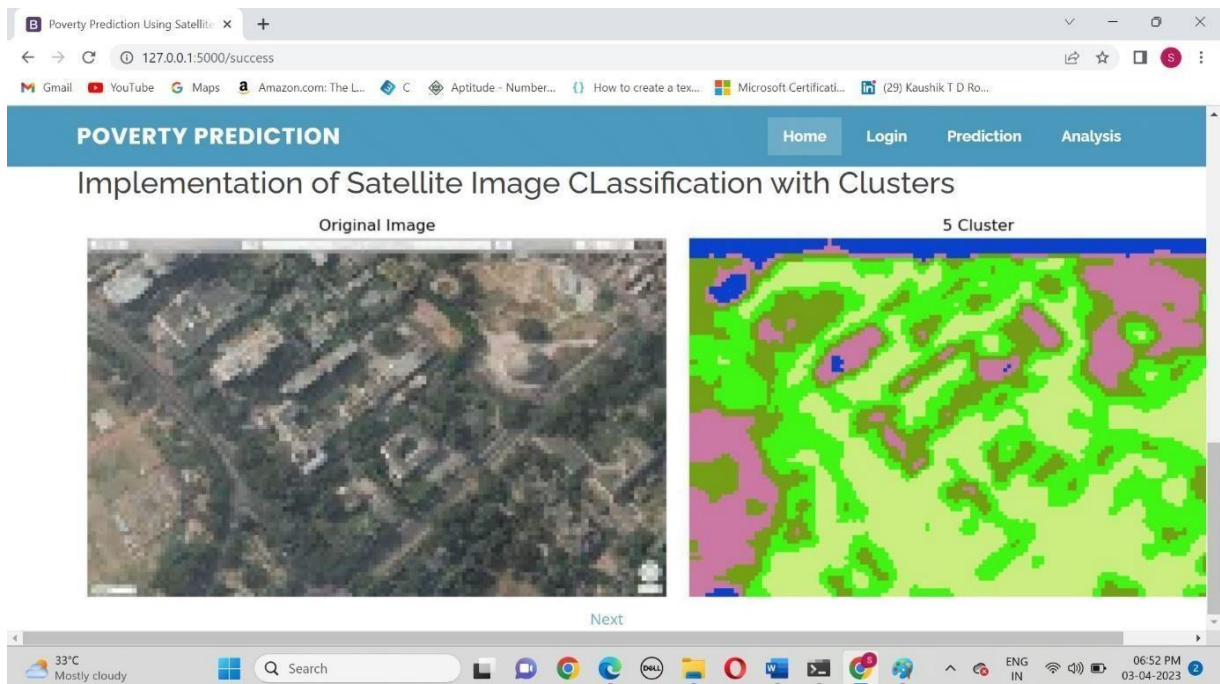 B Poverty Prediction Using Satellite
127.0.0.1:5000/success
S
Gmail YouTube Maps Amazon.com: The L... C Aptitude - Number... {} How to create a tex... Microsoft Certificati... (29) Kaushik T D Ro...
POVERTY PREDICTION Home Login Prediction Analysis
Implementation of Satellite Image CLassification with Clusters
Original Image 5 Cluster
Next
33°C
Mostly cloudy
Search
DELL
ENG
IN
06:52 PM
03-04-2023
2